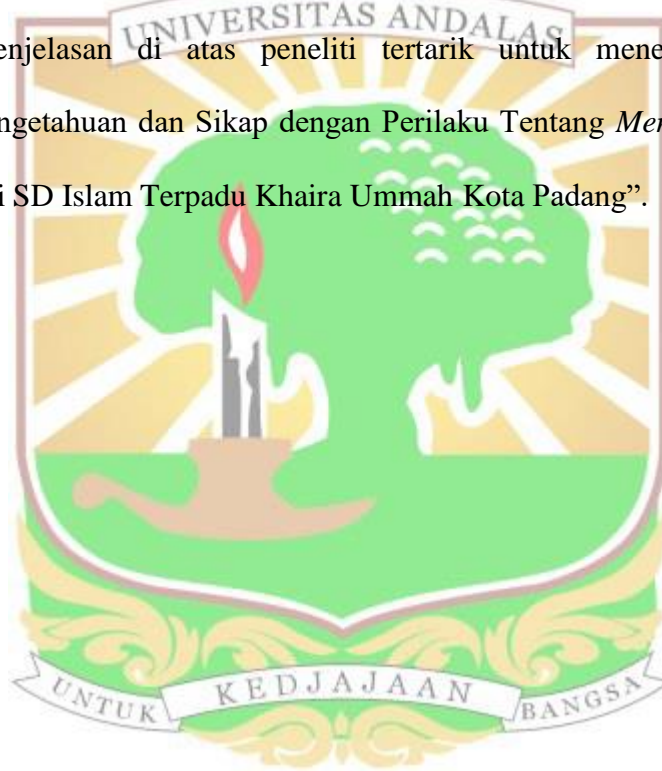 UNIVERSITAS ANDALAS
enjelasan di atas peneliti tertarik untuk mene
ngetahuan dan Sikap dengan Perilaku Tentang Men
i SD Islam Terpadu Khaira Ummah Kota Padang”.
UNTUK KEDJAJAAN BANGSA